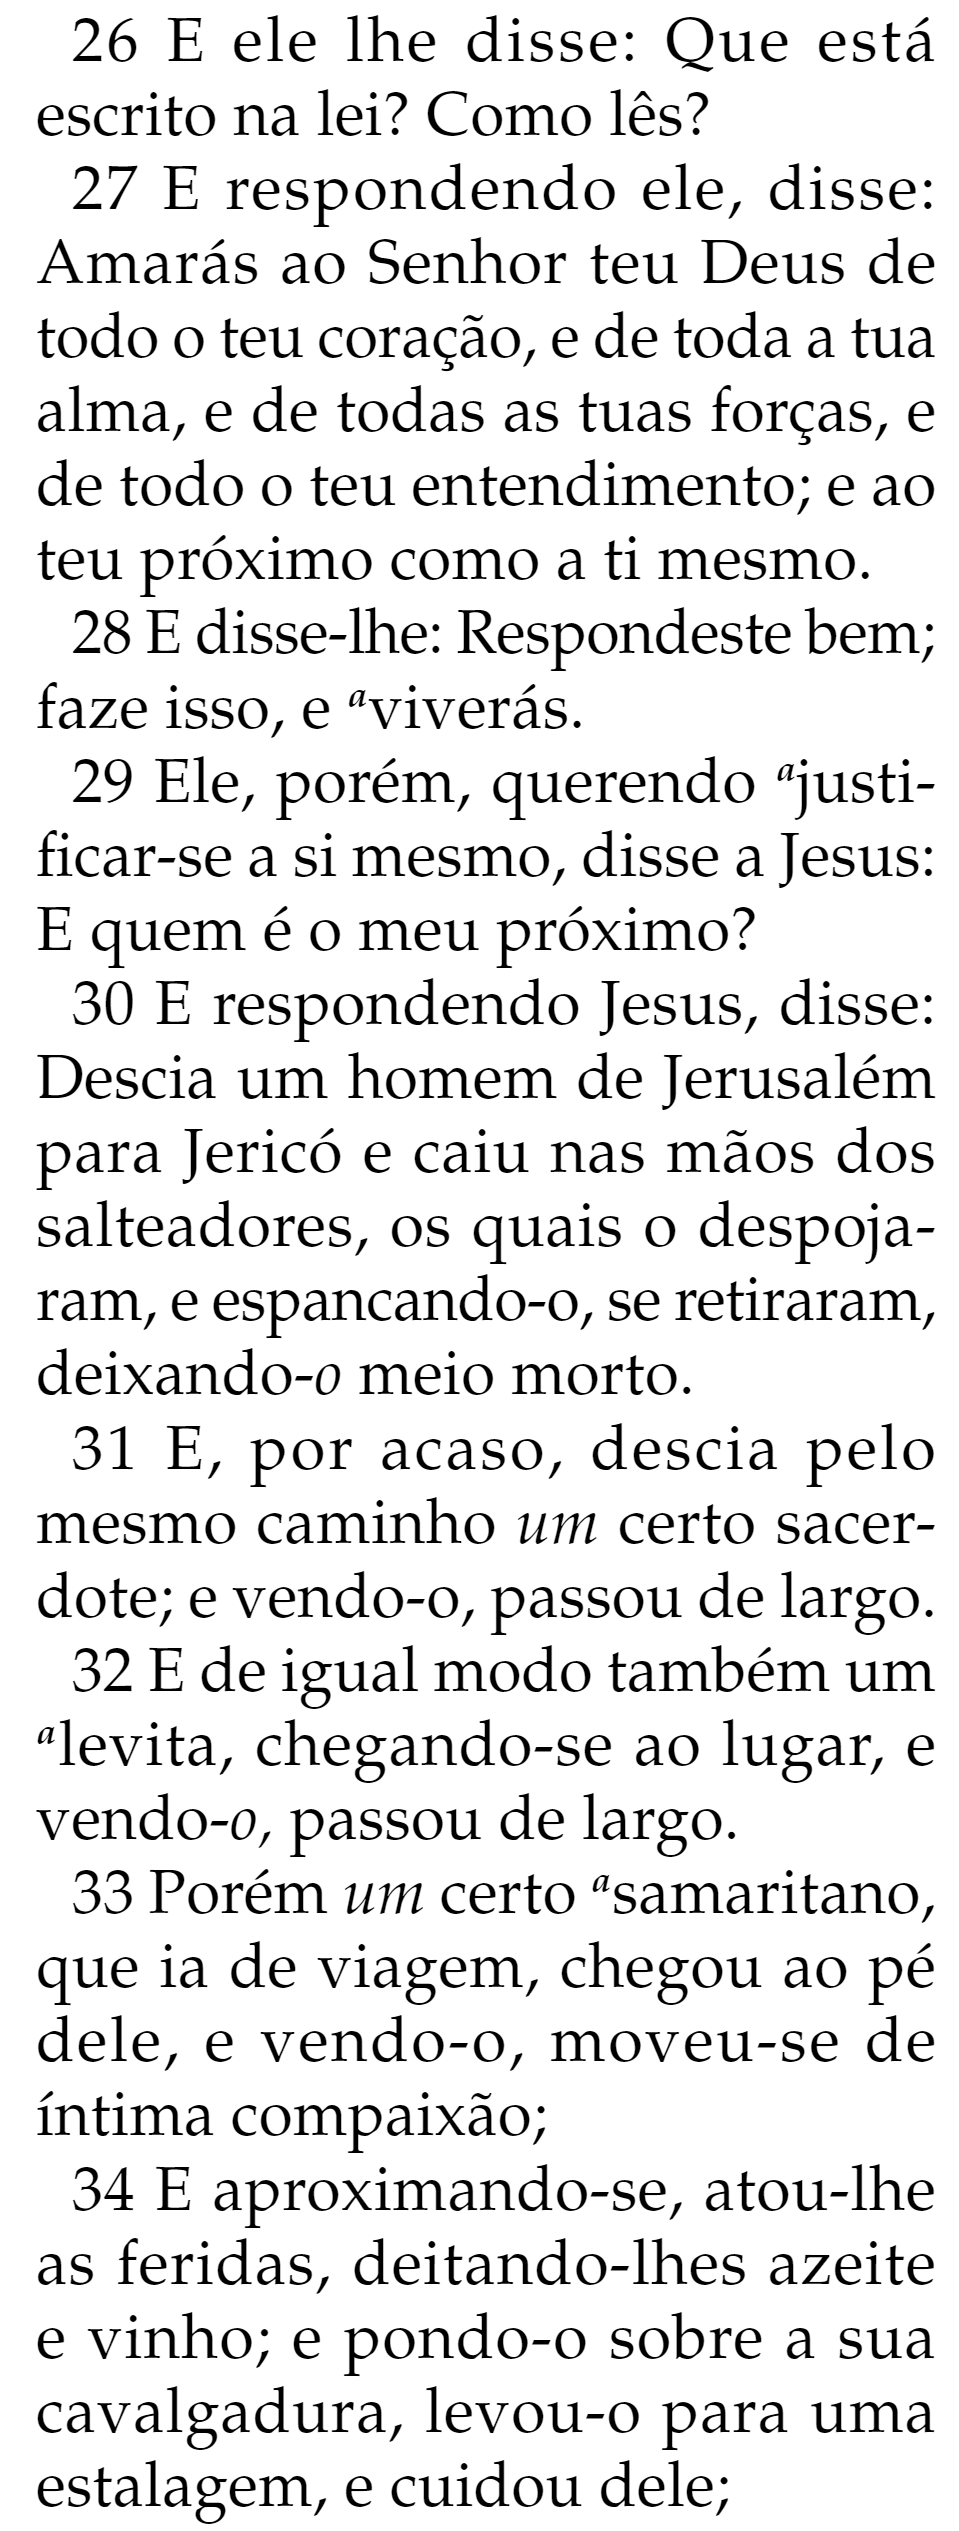 26 E ele lhe disse: Que está
escrito na lei? Como lês?
27 E respondendo ele, disse:
Amarás ao Senhor teu Deus de
todo o teu coração, e de toda a tua
alma, e de todas as tuas forças, e
de todo o teu entendimento; e ao
teu próximo como a ti mesmo.
28 E disse-lhe: Respondeste bem;
faze isso, e ªviverás.
29 Ele, porém, querendo ªjusti-
ficar-se a si mesmo, disse a Jesus:
E quem é o meu próximo?
30 E respondendo Jesus, disse:
Descia um homem de Jerusalém
para Jericó e caiu nas mãos dos
salteadores, os quais o despoja-
ram, e espancando-o, se retiraram,
deixando-o meio morto.
31 E, por acaso, descia pelo
mesmo caminho um certo sacer-
dote; e vendo-o, passou de largo.
32 E de igual modo também um
ªlevita, chegando-se ao lugar, e
vendo-o, passou de largo.
33 Porém um certo ªsamaritano,
que ia de viagem, chegou ao pé
dele, e vendo-o, moveu-se de
íntima compaixão;
34 E aproximando-se, atou-lhe
as feridas, deitando-lhes azeite
e vinho; e pondo-o sobre a sua
cavalgadura, levou-o para uma
estalagem, e cuidou dele;